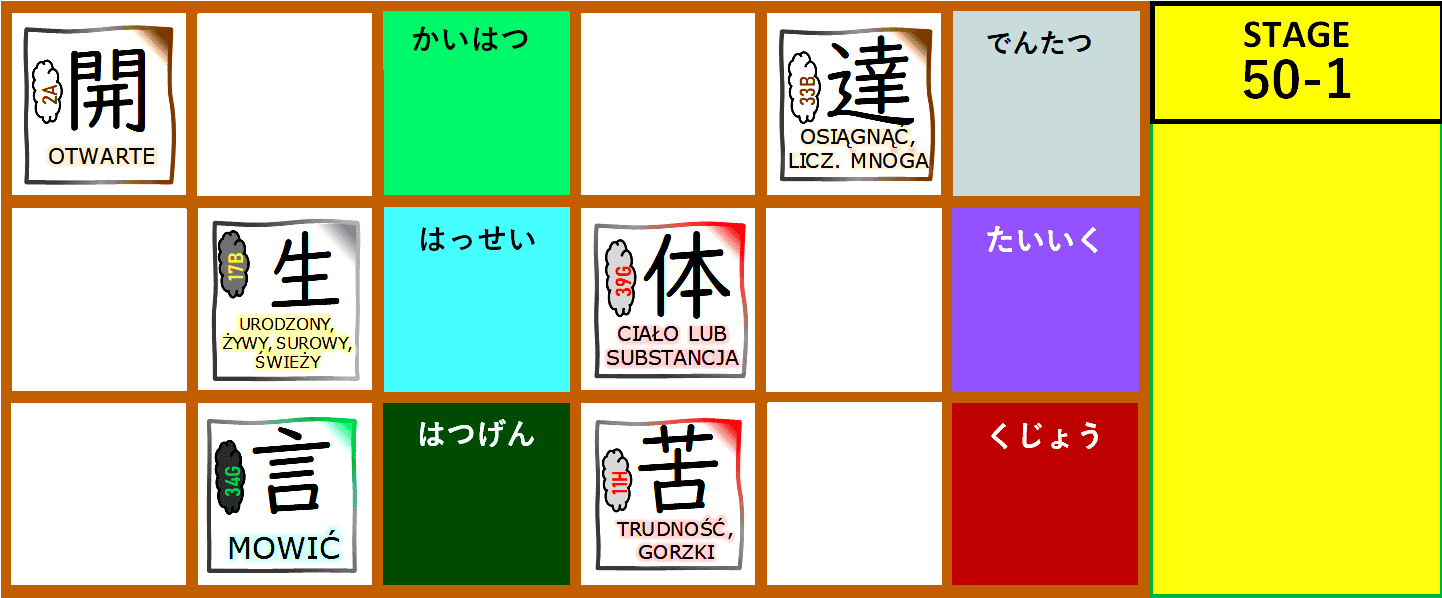 2A
開
OTWARTE
かいはつ
33B
達
OSIĄGNĄĆ,
LICZ. MNOGA
でんたつ
STAGE
50-1
17B
生
URODZONY,
ŻYWY, SUROWY,
ŚWIEŻY
はっせい
39G
体
CIAŁO LUB
SUBSTANCJA
たいいく
34G
言
MOWIĆ
はつげん
11H
苦
TRUDNOŚĆ,
GORZKI
くじょう